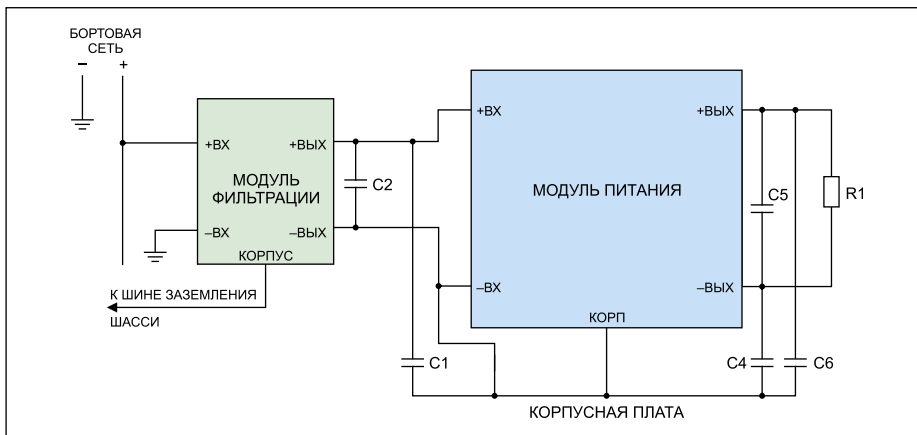 БОРТОВАЯ
СЕТЬ
– +
+ВХ
+ВЫХ
МОДУЛЬ
ФИЛЬТРАЦИИ
–ВХ
–ВЫХ
КОРПУС
К ШИНЕ ЗАЗЕМЛЕНИЯ
ШАССИ
C2
C1
+ВХ
+ВЫХ
МОДУЛЬ ПИТАНИЯ
–ВХ
–ВЫХ
КОРП
C5
R1
C4
C6
КОРПУСНАЯ ПЛАТА